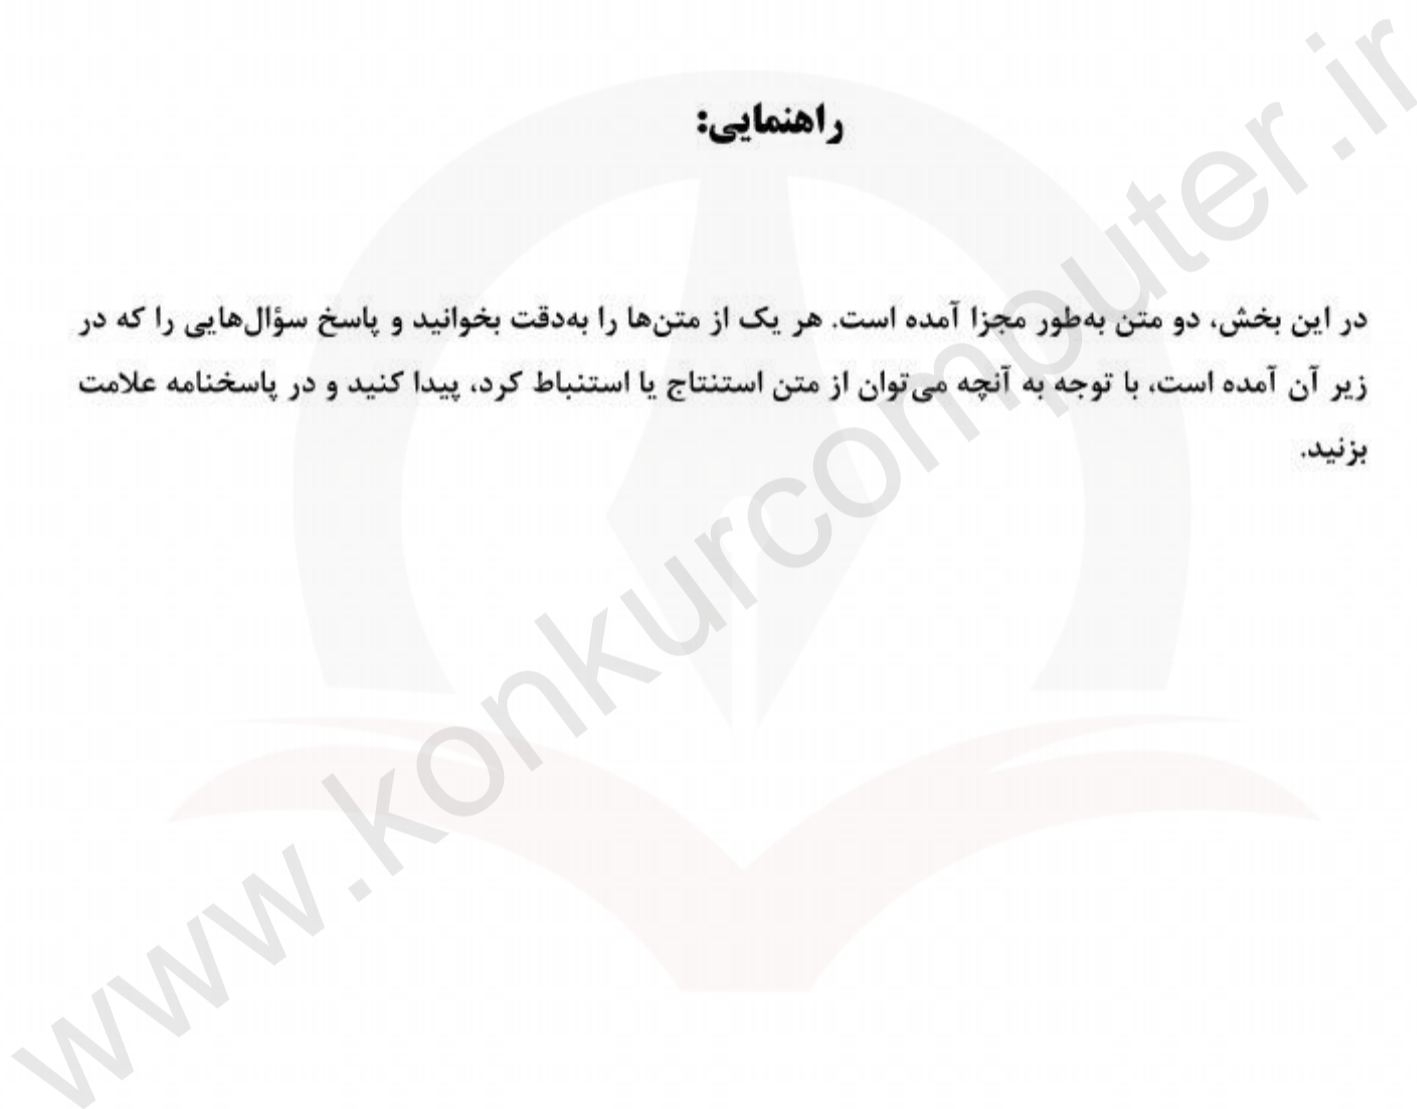 راهنمایی:
در این بخش، دو متن به‌طور مجزا آمده است. هر یک از متن‌ها را به‌دقت بخوانید و پاسخ سؤال‌هایی را که در
زیر آن آمده است، با توجه به آنچه می‌توان از متن استنتاج یا استنباط کرد، پیدا کنید و در پاسخنامه علامت
بزنید.
www.konkurcomputer.ir